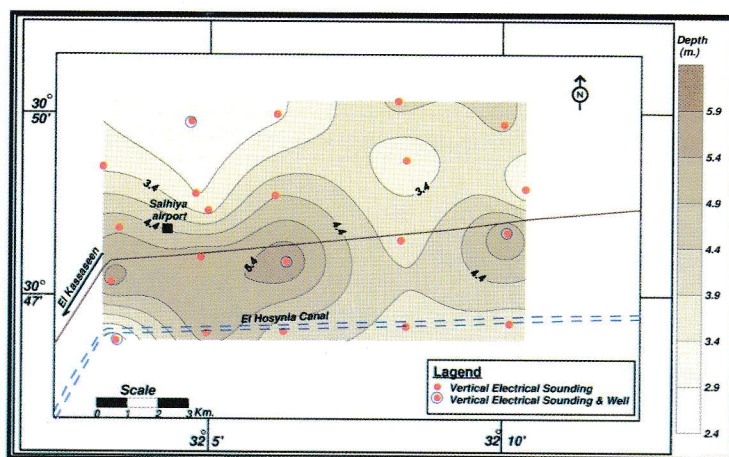 Depth
(m.)
N
30°
50'
5.9
5.4
4.9
4.4
3.9
3.4
2.9
2.4
3.4
3.4
Salhiya
airport
4.4
4.4
5.4
4.4
El Kassaseen
30°
47'
El Hosynia Canal
Lagend
Vertical Electrical Sounding
Vertical Electrical Sounding & Well
Scale
0 1 2 3 Km.
32° 5'
32° 10'